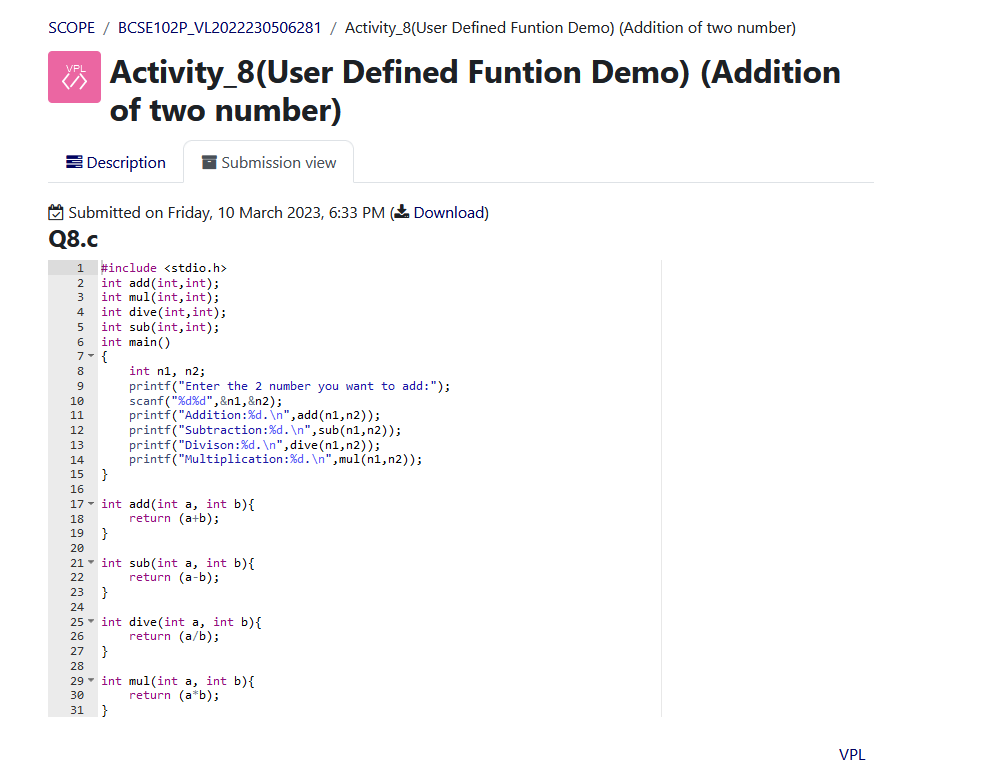 SCOPE / BCSE102P_VL2022230506281 / Activity_8(User Defined Funtion Demo) (Addition of two number)
VPL
</>
Activity_8(User Defined Funtion Demo) (Addition
of two number)
Description
Submission view
Submitted on Friday, 10 March 2023, 6:33 PM (Download)
Q8.c
1 #include <stdio.h>
2 int add(int,int);
3 int mul(int,int);
4 int dive(int,int);
5 int sub(int,int);
6 int main()
7 {
8     int n1, n2;
9     printf("Enter the 2 number you want to add:");
10     scanf("%d%d",&n1,&n2);
11     printf("Addition:%d.\n",add(n1,n2));
12     printf("Subtraction:%d.\n",sub(n1,n2));
13     printf("Divison:%d.\n",dive(n1,n2));
14     printf("Multiplication:%d.\n",mul(n1,n2));
15 }
16
17 int add(int a, int b){
18     return (a+b);
19 }
20
21 int sub(int a, int b){
22     return (a-b);
23 }
24
25 int dive(int a, int b){
26     return (a/b);
27 }
28
29 int mul(int a, int b){
30     return (a*b);
31 }
VPL